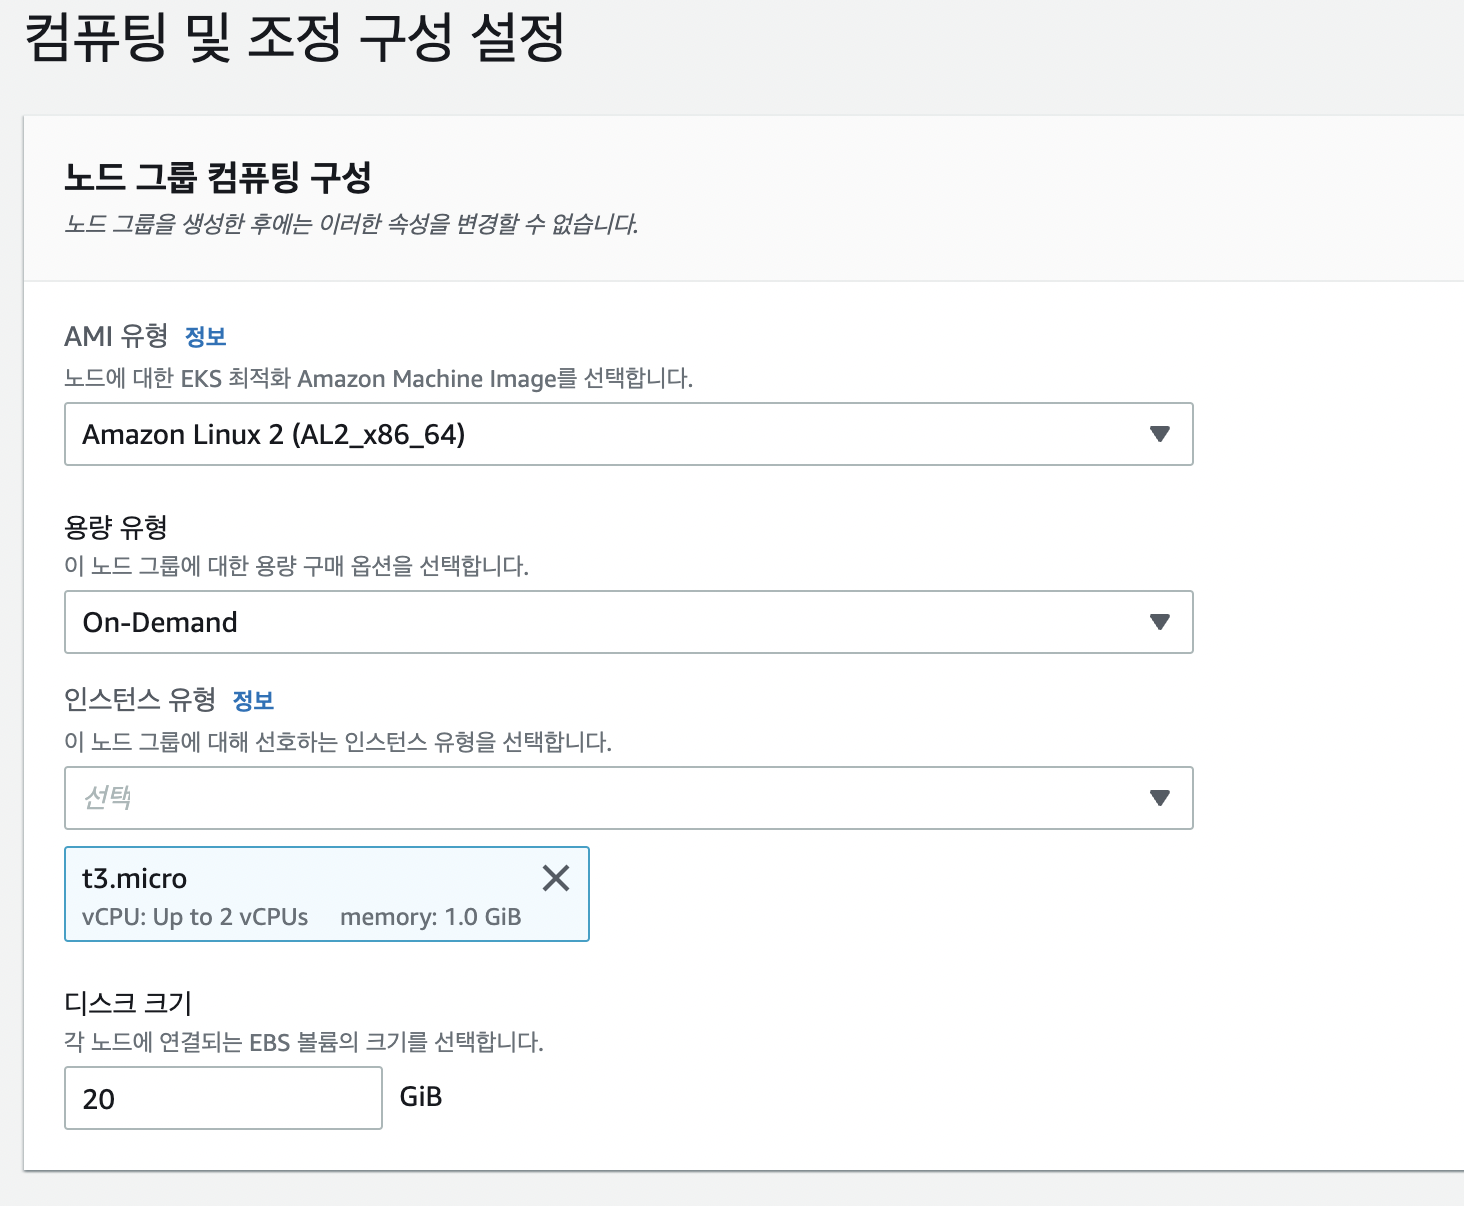 컴퓨팅 및 조정 구성 설정
노드 그룹 컴퓨팅 구성
노드 그룹을 생성한 후에는 이러한 속성을 변경할 수 없습니다.
AMI 유형 정보
노드에 대한 EKS 최적화 Amazon Machine Image를 선택합니다.
Amazon Linux 2 (AL2_x86_64)
용량 유형
이 노드 그룹에 대한 용량 구매 옵션을 선택합니다.
On-Demand
인스턴스 유형 정보
이 노드 그룹에 대해 선호하는 인스턴스 유형을 선택합니다.
선택
t3.micro
vCPU: Up to 2 vCPUs memory: 1.0 GiB
디스크 크기
각 노드에 연결되는 EBS 볼륨의 크기를 선택합니다.
20 GiB